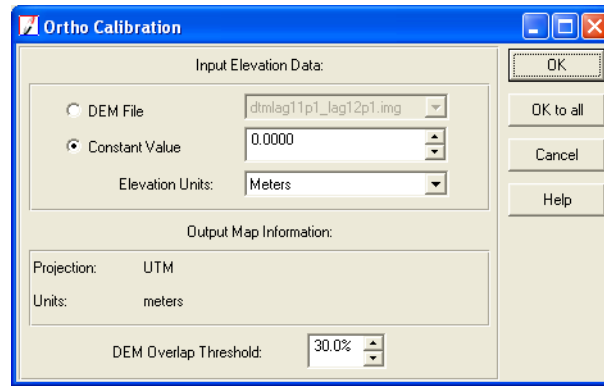 Ortho Calibration
Input Elevation Data:
DEM File
dtmlag11p1_lag12p1.img
Constant Value
0.0000
Elevation Units:
Meters
Output Map Information:
Projection: UTM
Units: meters
DEM Overlap Threshold: 30.0%
OK
OK to all
Cancel
Help